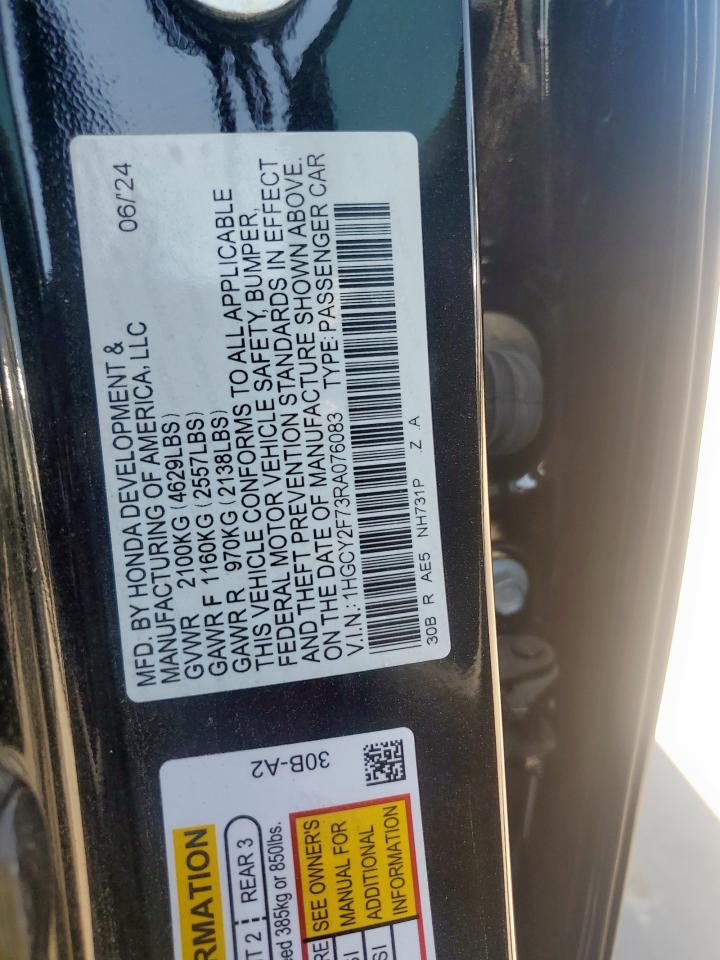 MFD. BY HONDA DEVELOPMENT &
MANUFACTURING OF AMERICA, LLC 06/'24
GVWR 2100KG (4629LBS)
GAWR F 1160KG (2557LBS)
GAWR R 970KG (2138LBS)
THIS VEHICLE CONFORMS TO ALL APPLICABLE
FEDERAL MOTOR VEHICLE SAFETY, BUMPER,
AND THEFT PREVENTION STANDARDS IN EFFECT
ON THE DATE OF MANUFACTURE SHOWN ABOVE.
V.I.N.: 1HGCY2F73RA076083 TYPE: PASSENGER CAR
30B R AE5 NH731P Z A
30B-A2
REAR 3
385kg or 850lbs.
SEE OWNER'S
MANUAL FOR
ADDITIONAL
INFORMATION